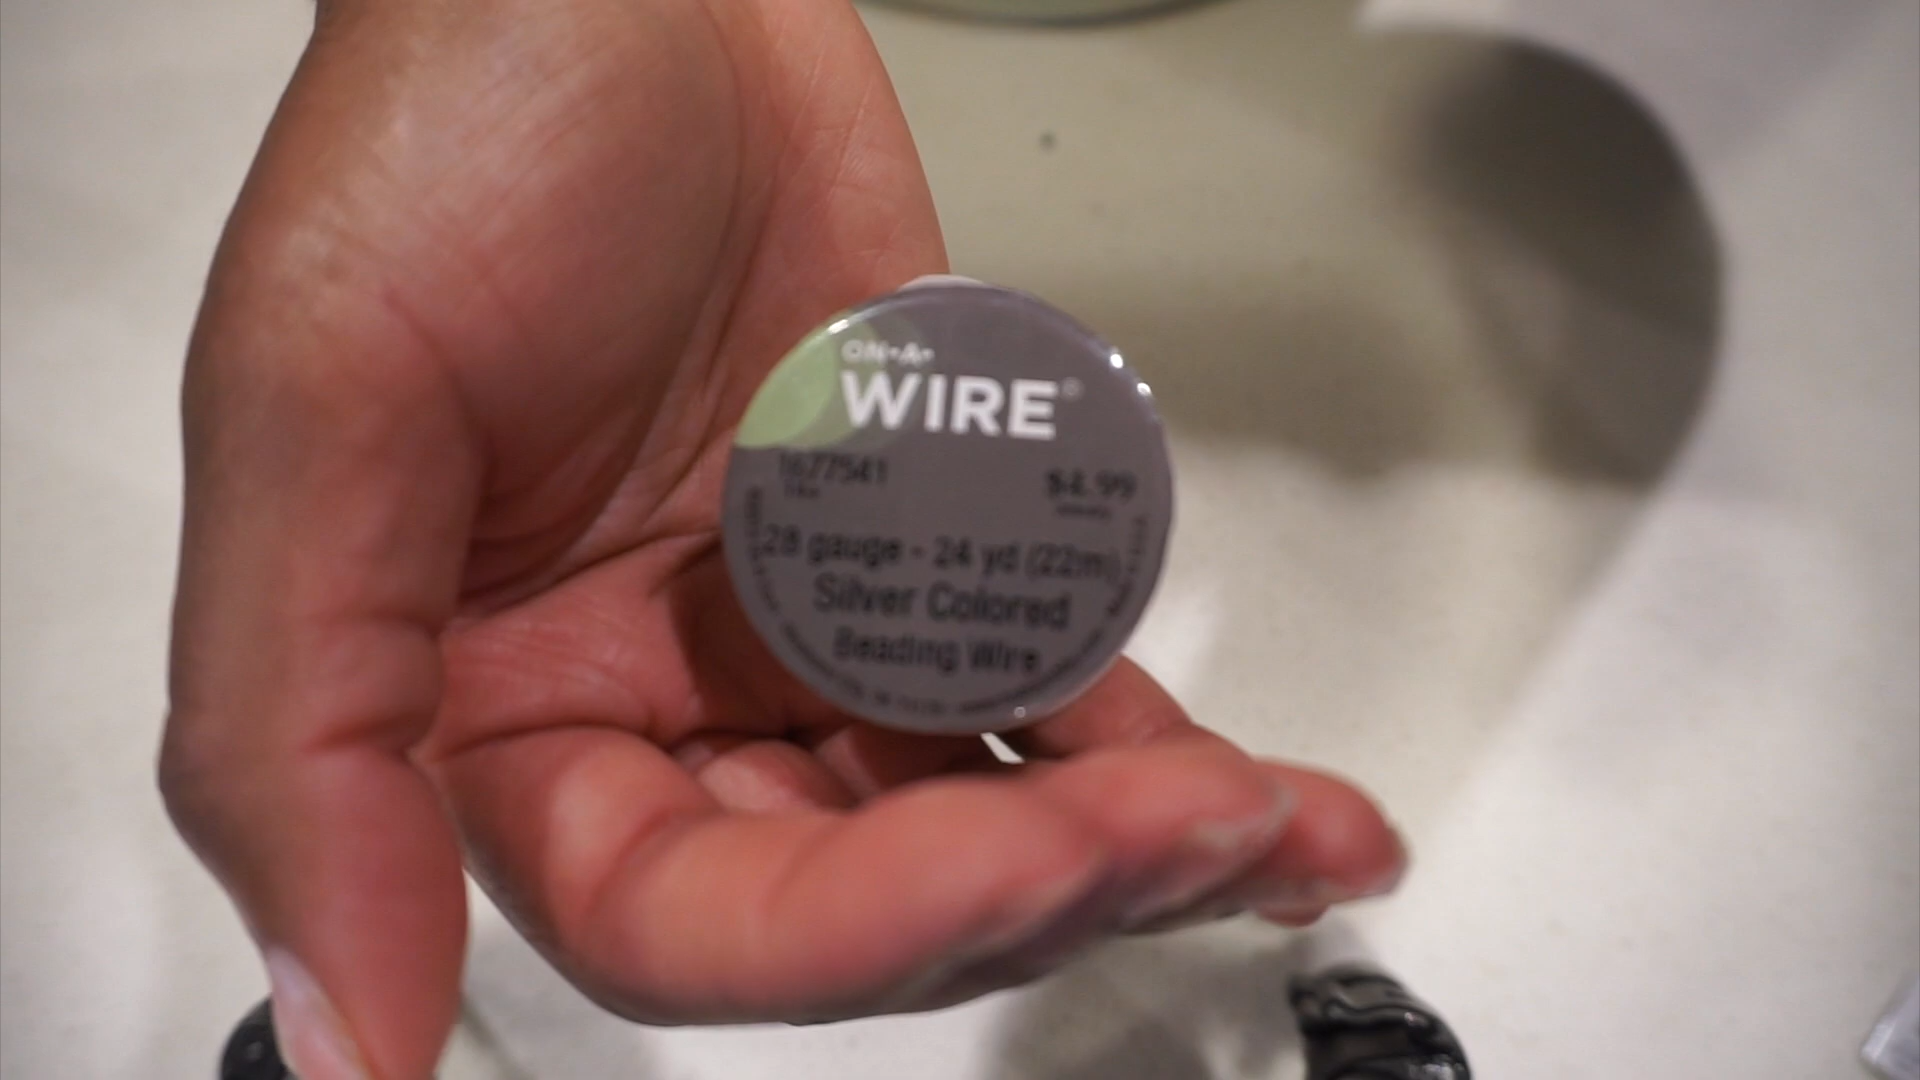 ON•A•
WIRE
1677541
$4.99
28 gauge - 24 yd (22m)
Silver Colored
Beading Wire